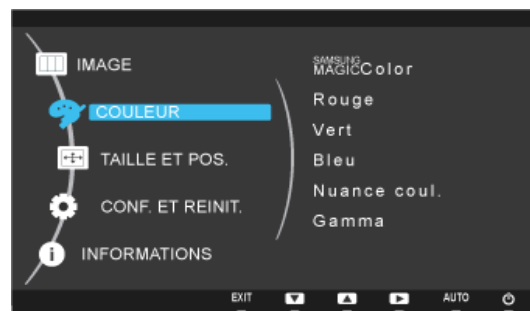 IMAGE
COULEUR
TAILLE ET POS.
CONF. ET REINIT.
INFORMATIONS
SAMSUNG
MAGICColor
Rouge
Vert
Bleu
Nuance coul.
Gamma
EXIT
AUTO